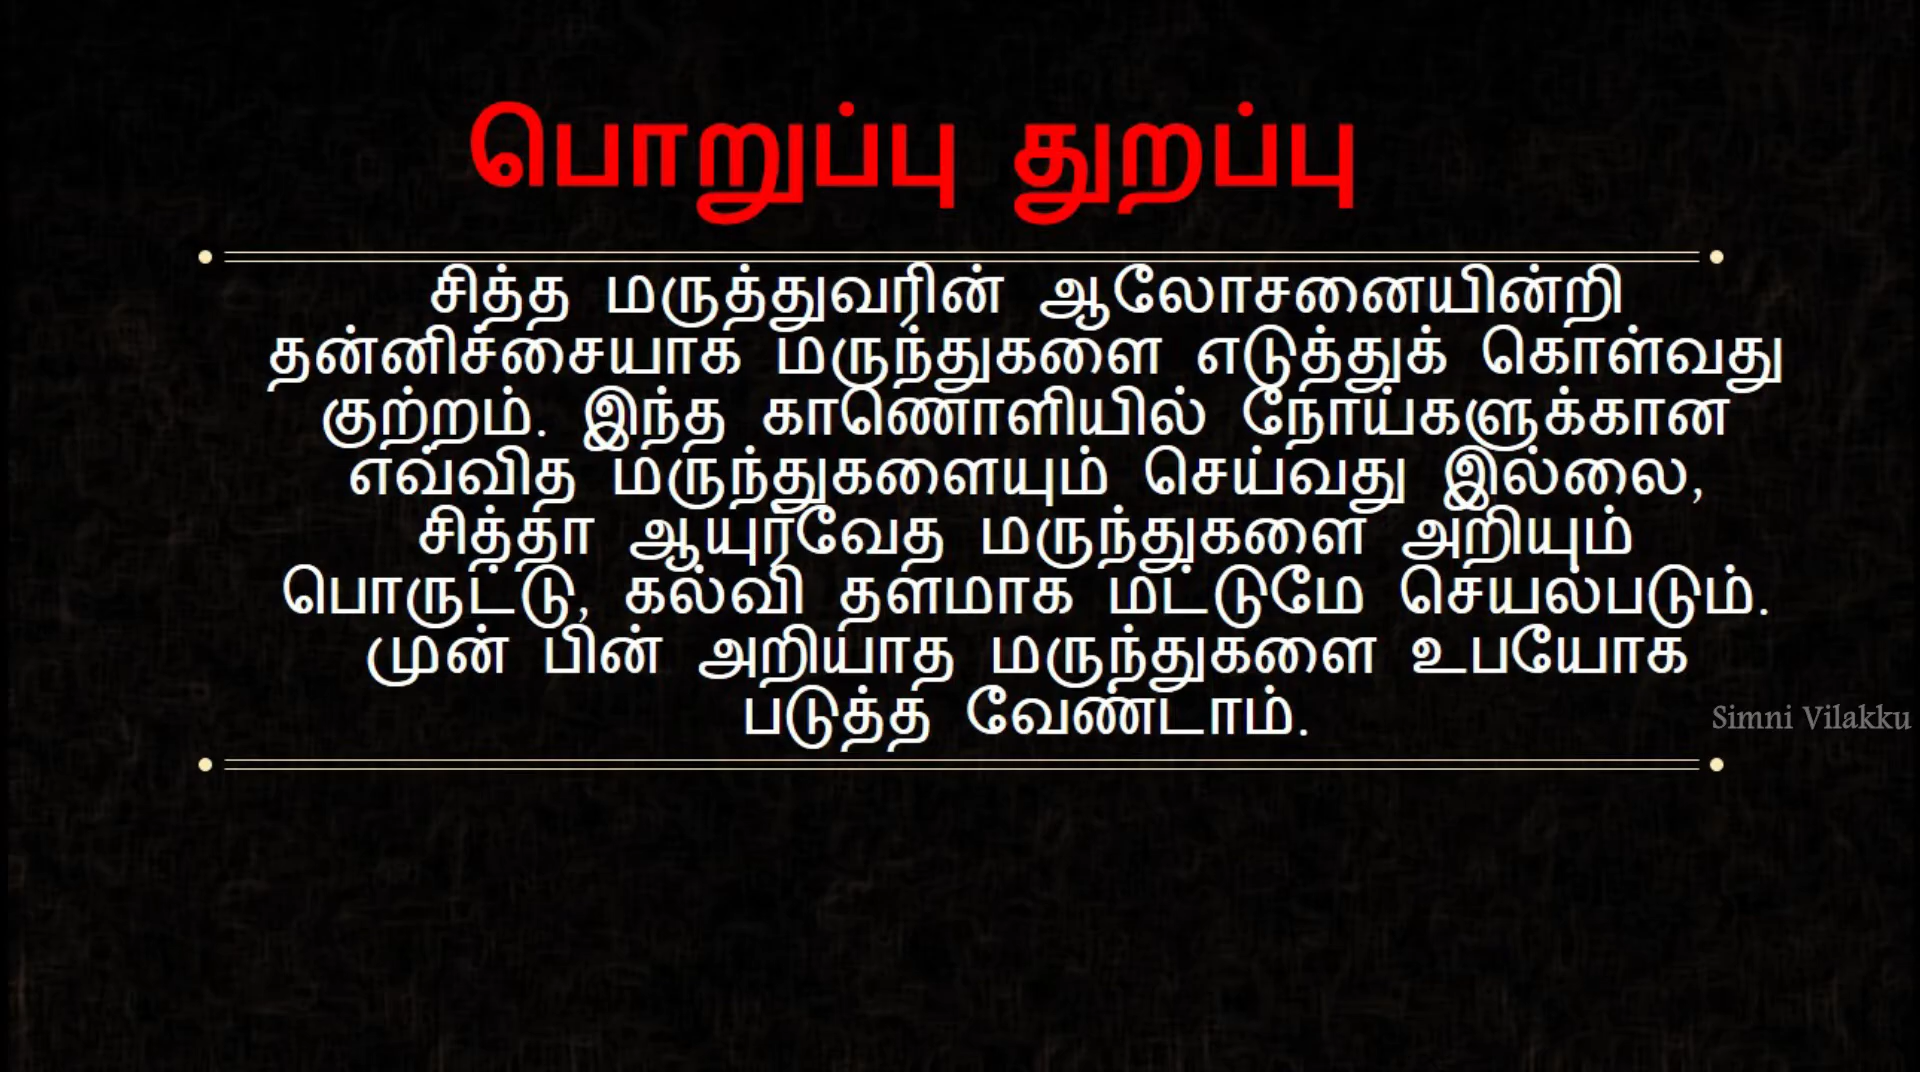 பொறுப்பு துறப்பு
சித்த மருத்துவரின் ஆலோசனையின்றி
தன்னிச்சையாக மருந்துகளை எடுத்துக் கொள்வது
குற்றம். இந்த காணொளியில் நோய்களுக்கான
எவ்வித மருந்துகளையும் செய்வது இல்லை,
சித்தா ஆயுர்வேத மருந்துகளை அறியும்
பொருட்டு, கல்வி தளமாக மட்டுமே செயல்படும்.
முன் பின் அறியாத மருந்துகளை உபயோக
படுத்த வேண்டாம்.
Simni Vilakku